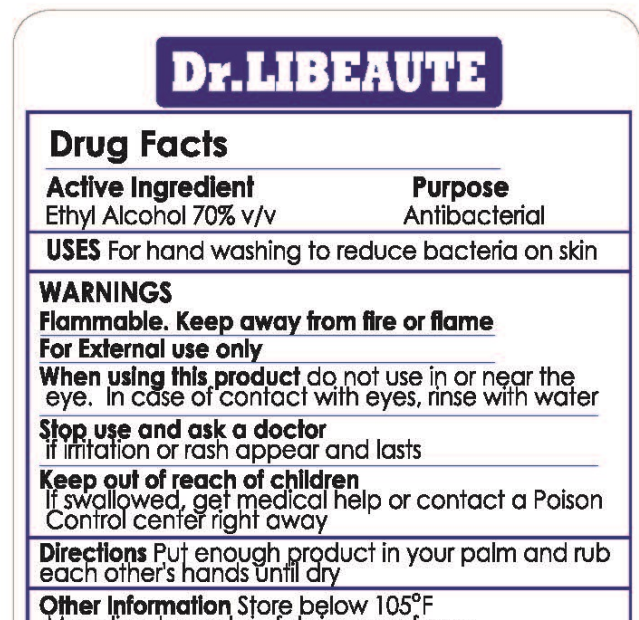 Dr.LIBEAUTE
Drug Facts
Active Ingredient Purpose
Ethyl Alcohol 70% v/v Antibacterial
USES For hand washing to reduce bacteria on skin
WARNINGS
Flammable. Keep away from fire or flame
For External use only
When using this product do not use in or near the
eye. In case of contact with eyes, rinse with water
Stop use and ask a doctor
if irritation or rash appear and lasts
Keep out of reach of children
If swallowed, get medical help or contact a Poison
Control center right away
Directions Put enough product in your palm and rub
each other's hands until dry
Other Information Store below 105°F